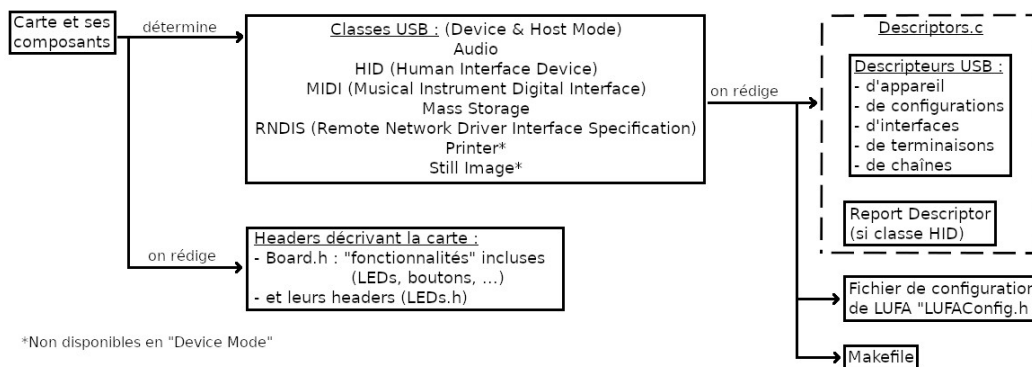 Carte et ses
composants
détermine
Classes USB : (Device & Host Mode)
Audio
HID (Human Interface Device)
MIDI (Musical Instrument Digital Interface)
Mass Storage
RNDIS (Remote Network Driver Interface Specification)
Printer*
Still Image*
on rédige
Headers décrivant la carte :
- Board.h : "fonctionnalités" incluses
(LEDs, boutons, ...)
- et leurs headers (LEDs.h)
on rédige
Descriptors.c
Descripteurs USB :
- d'appareil
- de configurations
- d'interfaces
- de terminaisons
- de chaînes
Report Descriptor
(si classe HID)
Fichier de configuration
de LUFA "LUFAConfig.h
Makefile
*Non disponibles en "Device Mode"